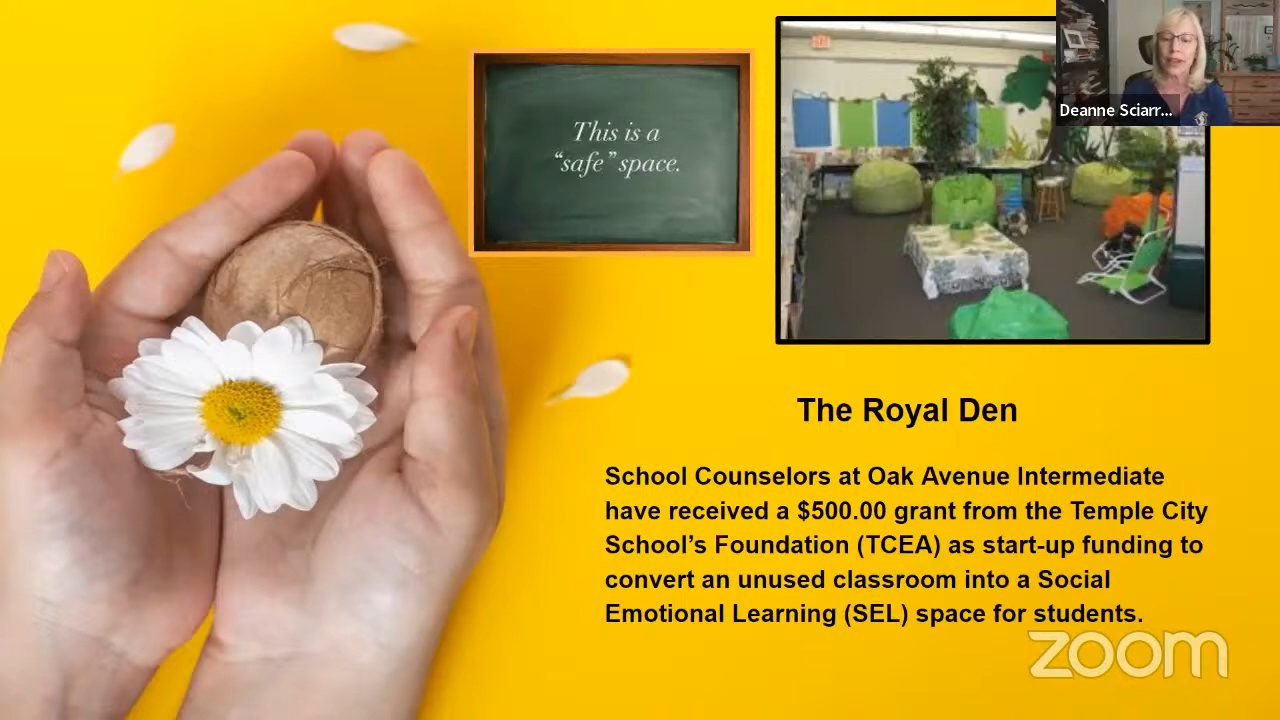 This is a
“safe” space.
Deanne Sciarr...
The Royal Den
School Counselors at Oak Avenue Intermediate
have received a $500.00 grant from the Temple City
School’s Foundation (TCEA) as start-up funding to
convert an unused classroom into a Social
Emotional Learning (SEL) space for students.
zoom